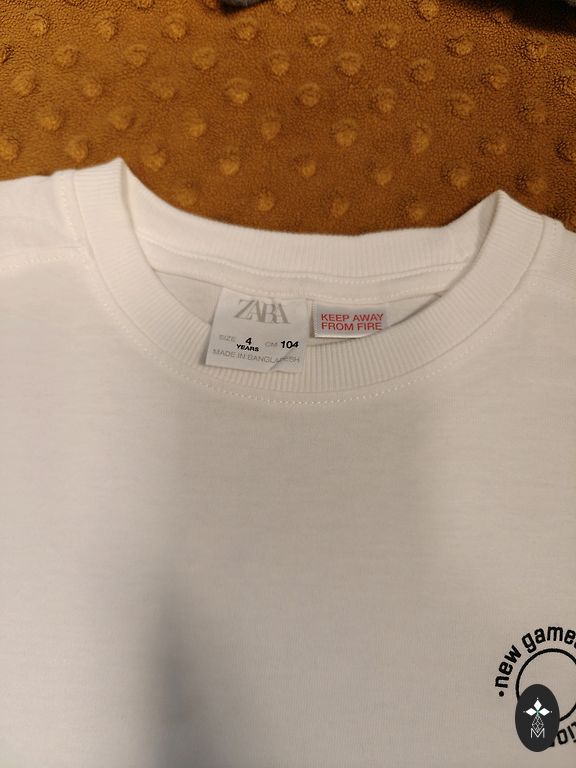 ZARA
SIZE 4 YEARS CM 104
MADE IN BANGLADESH
KEEP AWAY
FROM FIRE
·new games